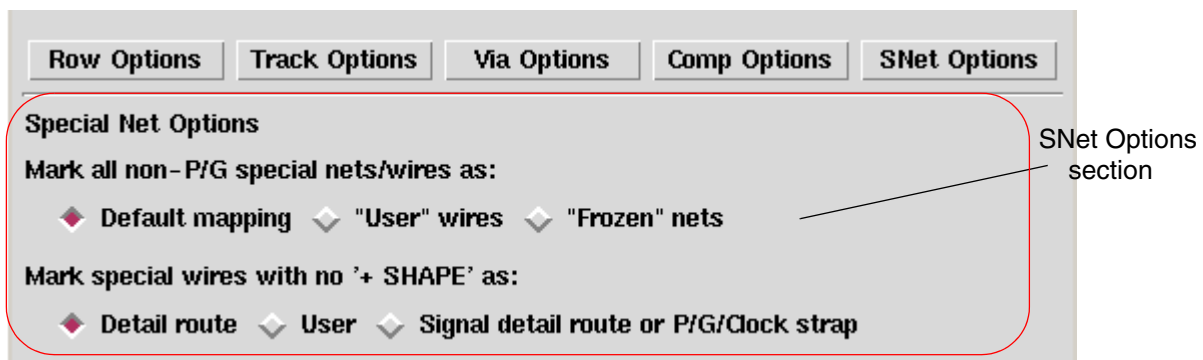 Row Options Track Options Via Options Comp Options SNet Options
Special Net Options
Mark all non-P/G special nets/wires as:
Default mapping "User" wires "Frozen" nets
Mark special wires with no '+ SHAPE' as:
Detail route User Signal detail route or P/G/Clock strap
SNet Options
section